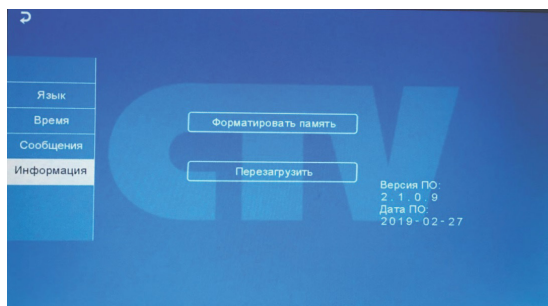 CTV
Язык
Время
Сообщения
Информация
Форматировать память
Перезагрузить
Версия ПО:
2.1.0.9
Дата ПО:
2019-02-27